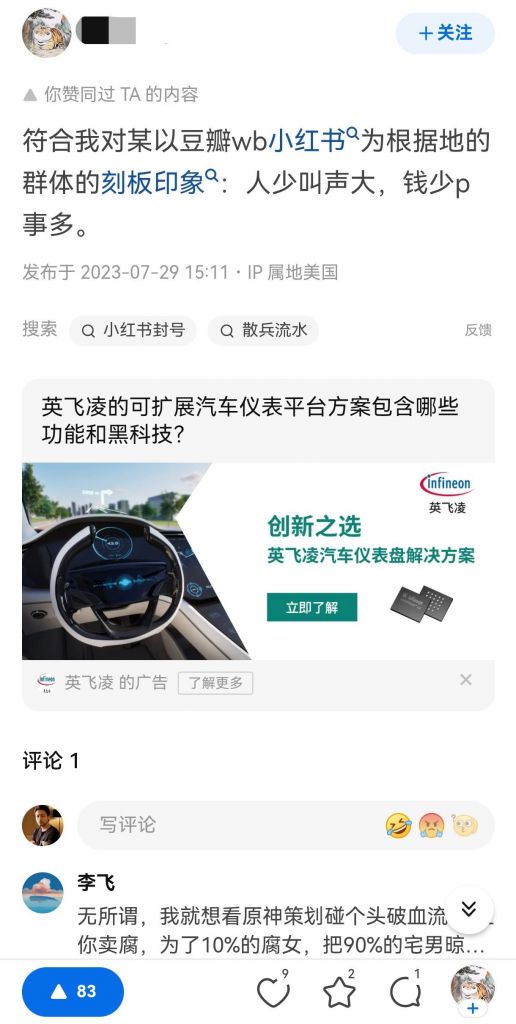 +关注
你赞同过 TA 的内容
符合我对某以豆瓣wb小红书为根据地的
群体的刻板印象：人少叫声大，钱少p
事多。
发布于 2023-07-29 15:11・IP 属地美国
搜索 小红书封号 散兵流水 反馈
英飞凌的可扩展汽车仪表平台方案包含哪些
功能和黑科技？
infineon
英飞凌
创新之选
英飞凌汽车仪表盘解决方案
立即了解
infineon 英飞凌 的广告 了解更多
评论 1
写评论
李飞
无所谓，我就想看原神策划碰个头破血流
你卖腐，为了10%的腐女，把90%的宅男晾…
83 9 2 1